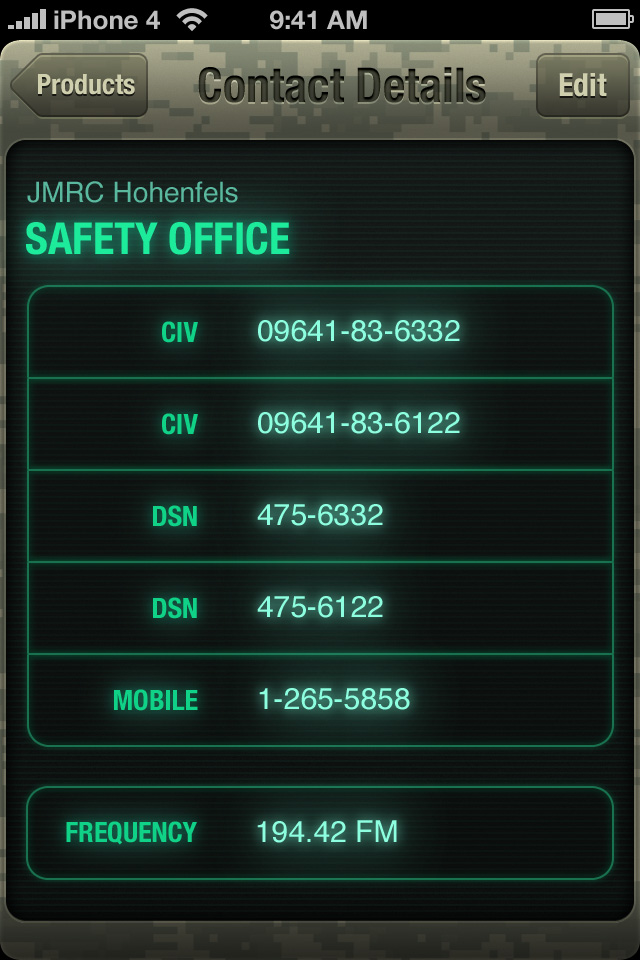 iPhone 4 9:41 AM
Products Contact Details Edit
JMRC Hohenfels
SAFETY OFFICE
CIV 09641-83-6332
CIV 09641-83-6122
DSN 475-6332
DSN 475-6122
MOBILE 1-265-5858
FREQUENCY 194.42 FM